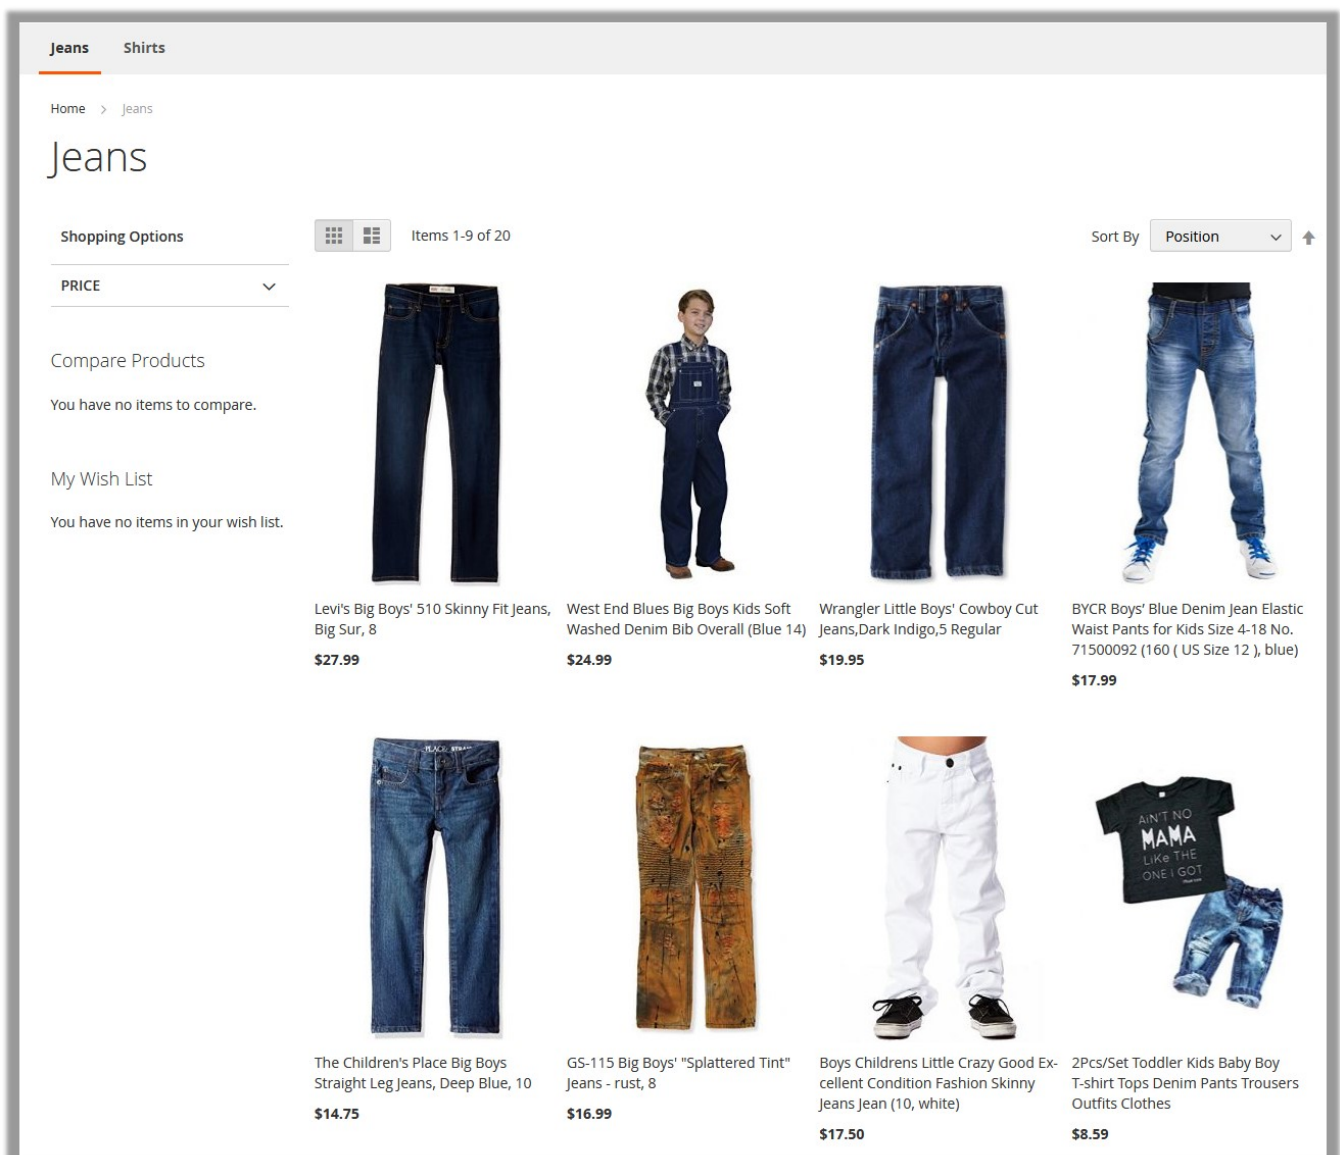 Jeans
Shirts
Home > Jeans
Jeans
Shopping Options
PRICE
Compare Products
You have no items to compare.
My Wish List
You have no items in your wish list.
Items 1-9 of 20
Sort By
Position
Levi's Big Boys' 510 Skinny Fit Jeans,
Big Sur, 8
$27.99
West End Blues Big Boys Kids Soft
Washed Denim Bib Overall (Blue 14)
$24.99
Wrangler Little Boys' Cowboy Cut
Jeans,Dark Indigo,5 Regular
$19.95
BYCR Boys’ Blue Denim Jean Elastic
Waist Pants for Kids Size 4-18 No.
71500092 (160 ( US Size 12 ), blue)
$17.99
PLACE
The Children's Place Big Boys
Straight Leg Jeans, Deep Blue, 10
$14.75
GS-115 Big Boys' "Splattered Tint"
Jeans - rust, 8
$16.99
Boys Childrens Little Crazy Good Ex-
cellent Condition Fashion Skinny
Jeans Jean (10, white)
$17.50
AIN'T NO
MAMA
LIKe THE
ONE I GOT
2Pcs/Set Toddler Kids Baby Boy
T-shirt Tops Denim Pants Trousers
Outfits Clothes
$8.59